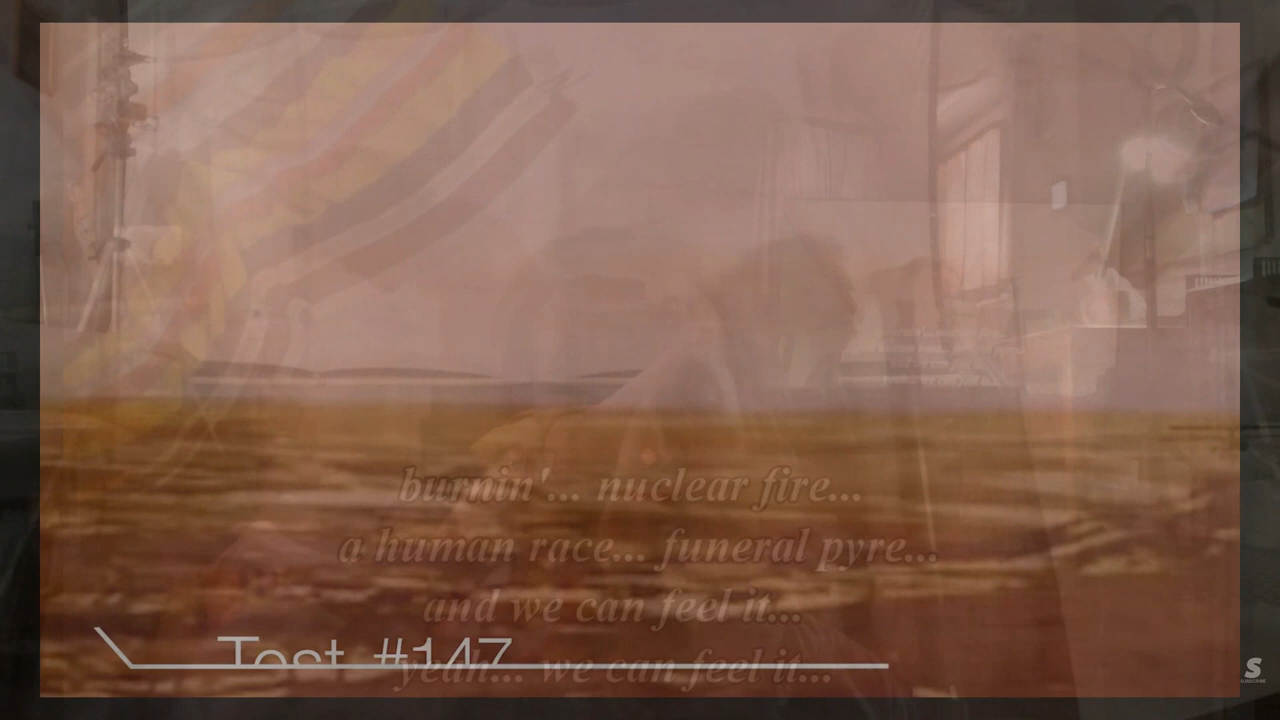 burnin'... nuclear fire...
a human race... funeral pyre...
and we can feel it...
Test #147
yeah... we can feel it...
S
SUBSCRIBE